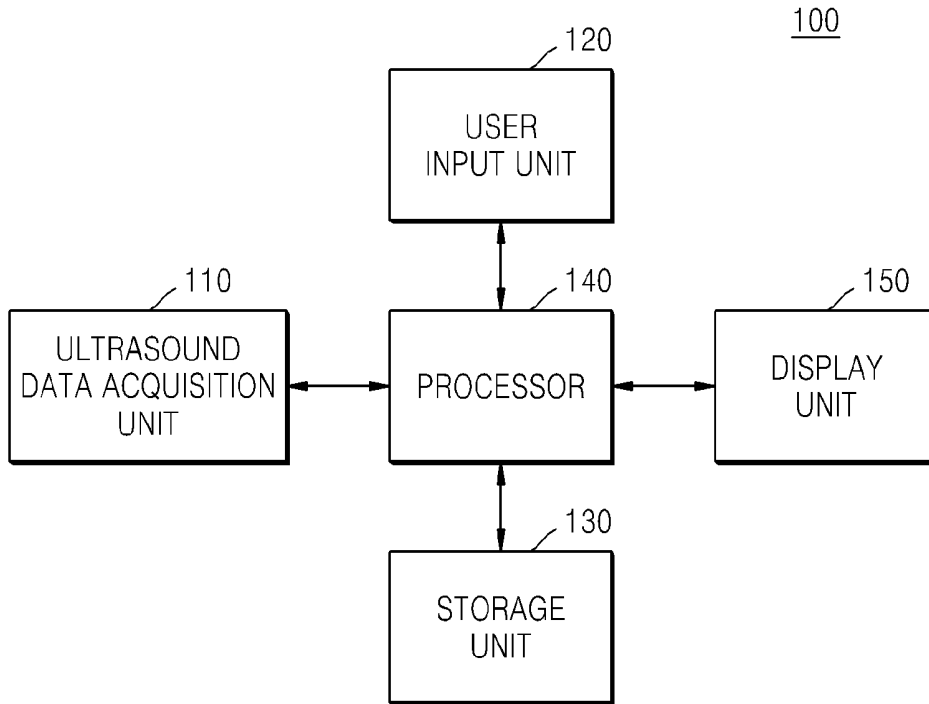 100
120
USER
INPUT UNIT
110
ULTRASOUND
DATA ACQUISITION
UNIT
140
PROCESSOR
150
DISPLAY
UNIT
130
STORAGE
UNIT